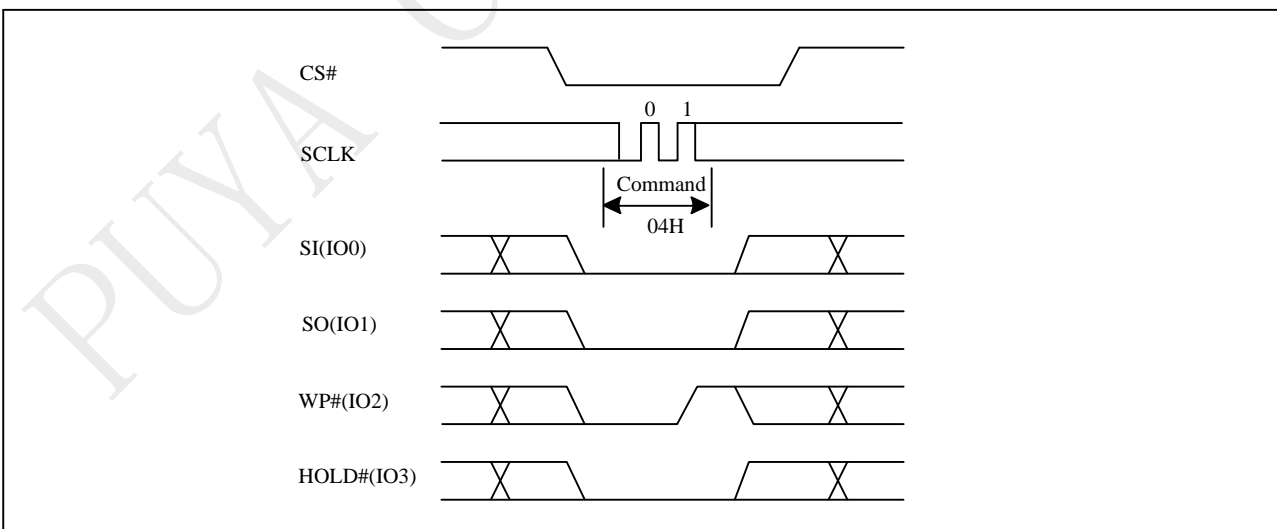 CS#
0 1
SCLK
Command
04H
SI(IO0)
SO(IO1)
WP#(IO2)
HOLD#(IO3)
PUYA